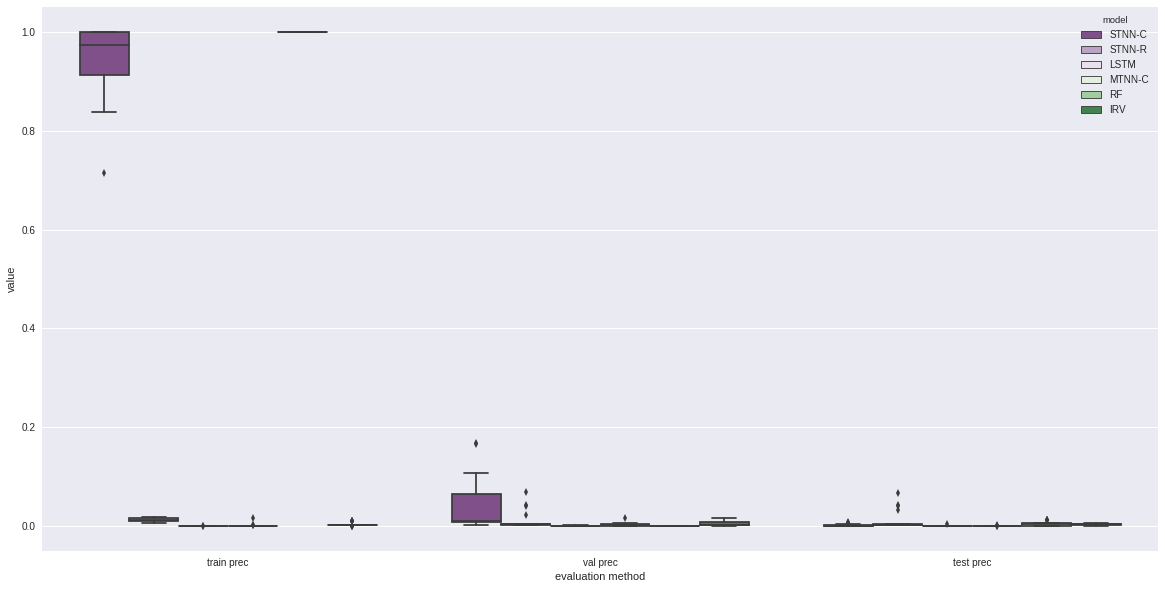 model
STNN-C
STNN-R
LSTM
MTNN-C
RF
IRV
1.0
0.8
0.6
0.4
0.2
0.0
value
train prec
val prec
test prec
evaluation method